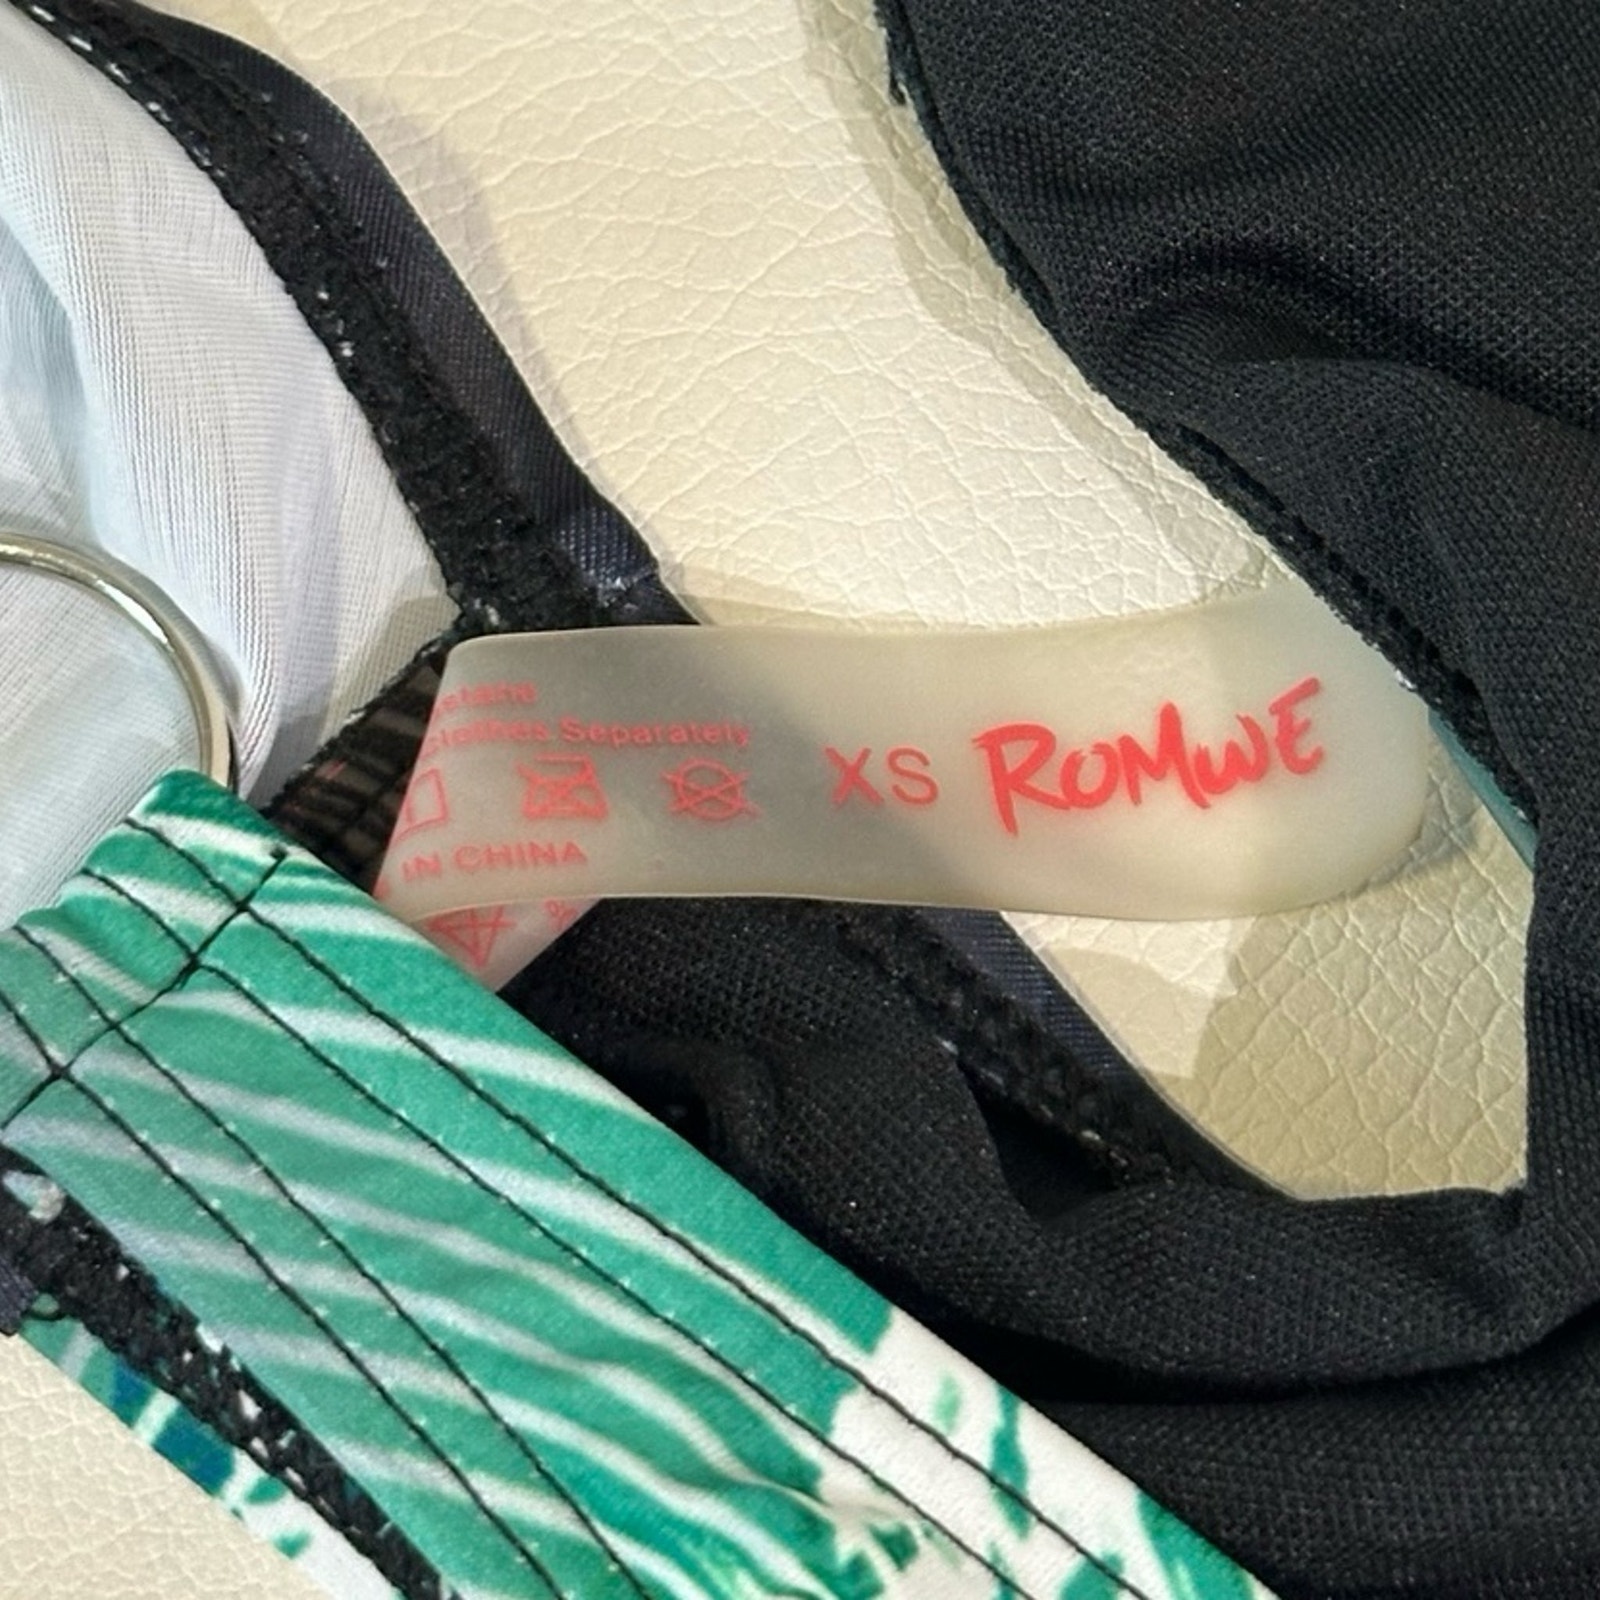 Clothes Separately
XS ROMWE
IN CHINA
%